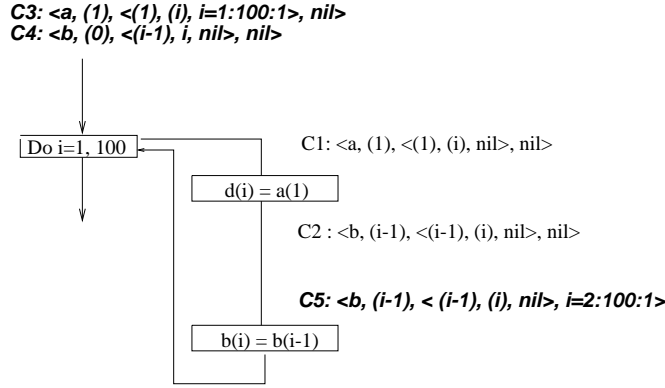 C3: <a, (1), <(1), (i), i=1:100:1>, nil>
C4: <b, (0), <(i-1), i, nil>, nil>
Do i=1, 100
C1: <a, (1), <(1), (i), nil>, nil>
d(i) = a(1)
C2 : <b, (i-1), <(i-1), (i), nil>, nil>
C5: <b, (i-1), < (i-1), (i), nil>, i=2:100:1>
b(i) = b(i-1)